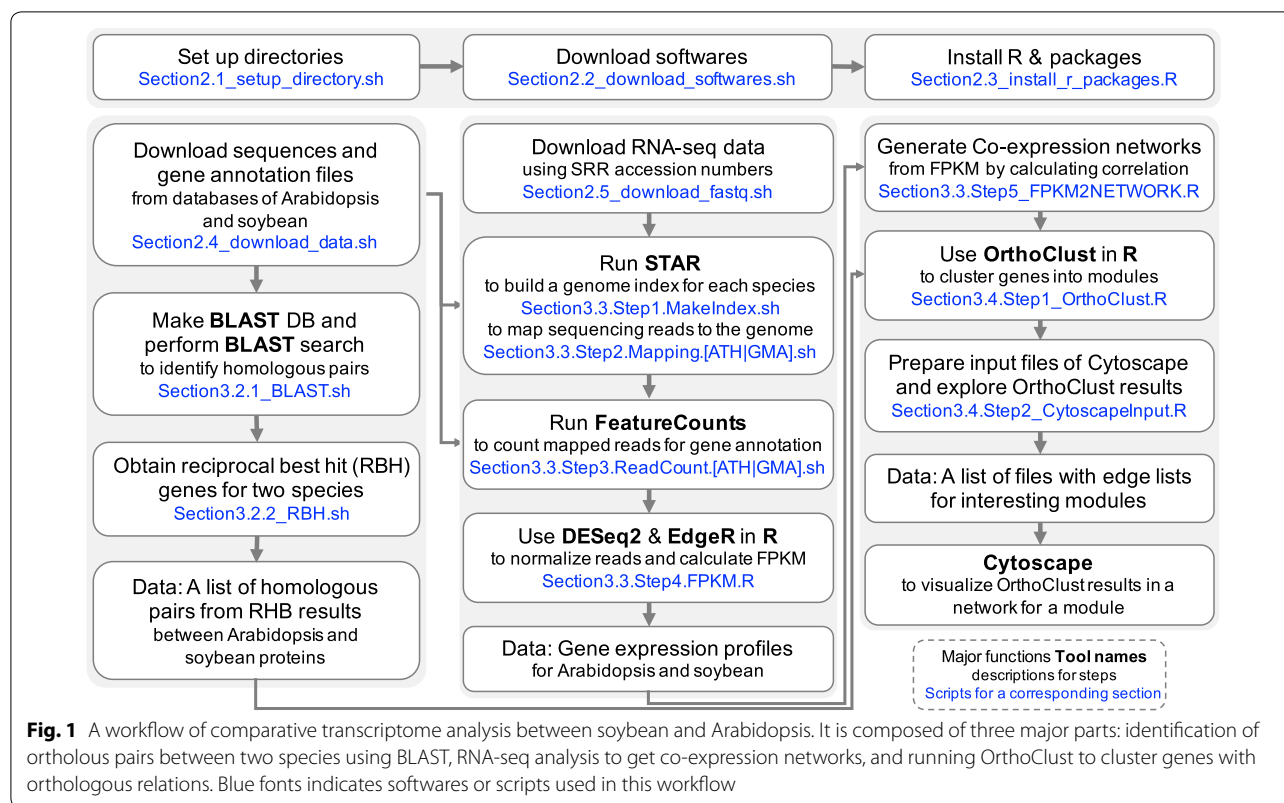 Set up directories
Section2.1_setup_directory.sh
Download softwares
Section2.2_download_softwares.sh
Install R & packages
Section2.3_install_r_packages.R
Download sequences and
gene annotation files
from databases of Arabidopsis
and soybean
Section2.4_download_data.sh
Make BLAST DB and
perform BLAST search
to identify homologous pairs
Section3.2.1_BLAST.sh
Obtain reciprocal best hit (RBH)
genes for two species
Section3.2.2_RBH.sh
Data: A list of homologous
pairs from RHB results
between Arabidopsis and
soybean proteins
Download RNA-seq data
using SRR accession numbers
Section2.5_download_fastq.sh
Run STAR
to build a genome index for each species
Section3.3.Step1.MakeIndex.sh
to map sequencing reads to the genome
Section3.3.Step2.Mapping.[ATH|GMA].sh
Run FeatureCounts
to count mapped reads for gene annotation
Section3.3.Step3.ReadCount.[ATH|GMA].sh
Use DESeq2 & EdgeR in R
to normalize reads and calculate FPKM
Section3.3.Step4.FPKM.R
Data: Gene expression profiles
for Arabidopsis and soybean
Generate Co-expression networks
from FPKM by calculating correlation
Section3.3.Step5_FPKM2NETWORK.R
Use OrthoClust in R
to cluster genes into modules
Section3.4.Step1_OrthoClust.R
Prepare input files of Cytoscape
and explore OrthoClust results
Section3.4.Step2_CytoscapeInput.R
Data: A list of files with edge lists
for interesting modules
Cytoscape
to visualize OrthoClust results in a
network for a module
Major functions Tool names
descriptions for steps
Scripts for a corresponding section
Fig. 1 A workflow of comparative transcriptome analysis between soybean and Arabidopsis. It is composed of three major parts: identification of
ortholous pairs between two species using BLAST, RNA-seq analysis to get co-expression networks, and running OrthoClust to cluster genes with
orthologous relations. Blue fonts indicates softwares or scripts used in this workflow